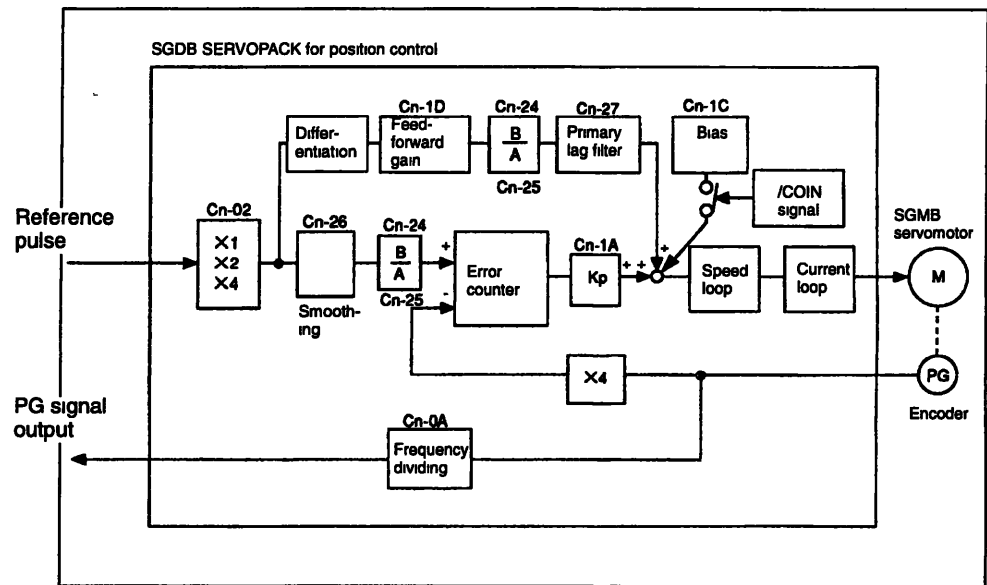 SGDB SERVOPACK for position control
Cn-1D
Cn-24
Cn-27
Cn-1C
Differ-
entiation
Feed-
forward
gain
B
A
Primary
lag filter
Bias
Cn-25
/COIN
signal
Reference
pulse
Cn-02
×1
×2
×4
Cn-26
Smooth-
ing
Cn-24
B
A
Cn-25
+
-
Error
counter
Cn-1A
Kp
+ +
+
Speed
loop
Current
loop
SGMB
servomotor
M
×4
PG
Encoder
PG signal
output
Cn-0A
Frequency
dividing